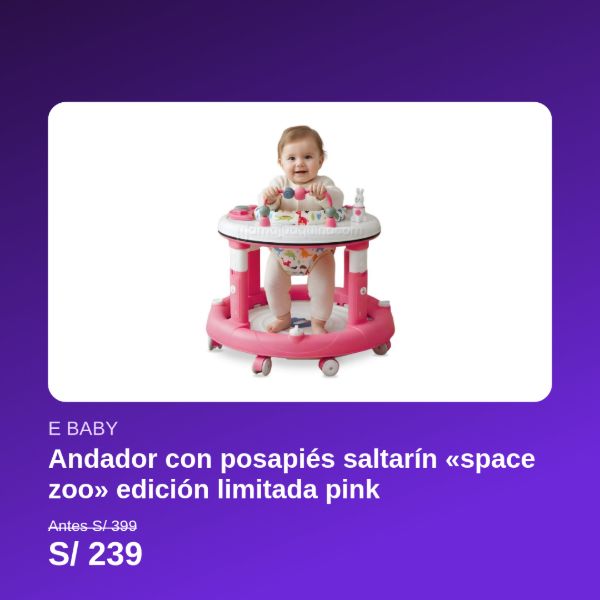 E BABY
Andador con posapiés saltarín «space
zoo» edición limitada pink
Antes S/ 399
S/ 239